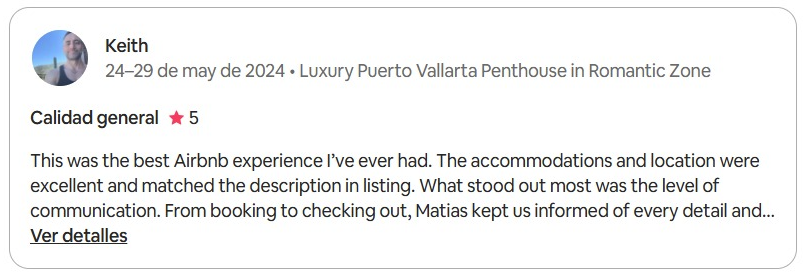 Keith
24–29 de may de 2024 • Luxury Puerto Vallarta Penthouse in Romantic Zone
Calidad general ★ 5
This was the best Airbnb experience I’ve ever had. The accommodations and location were
excellent and matched the description in listing. What stood out most was the level of
communication. From booking to checking out, Matias kept us informed of every detail and...
Ver detalles